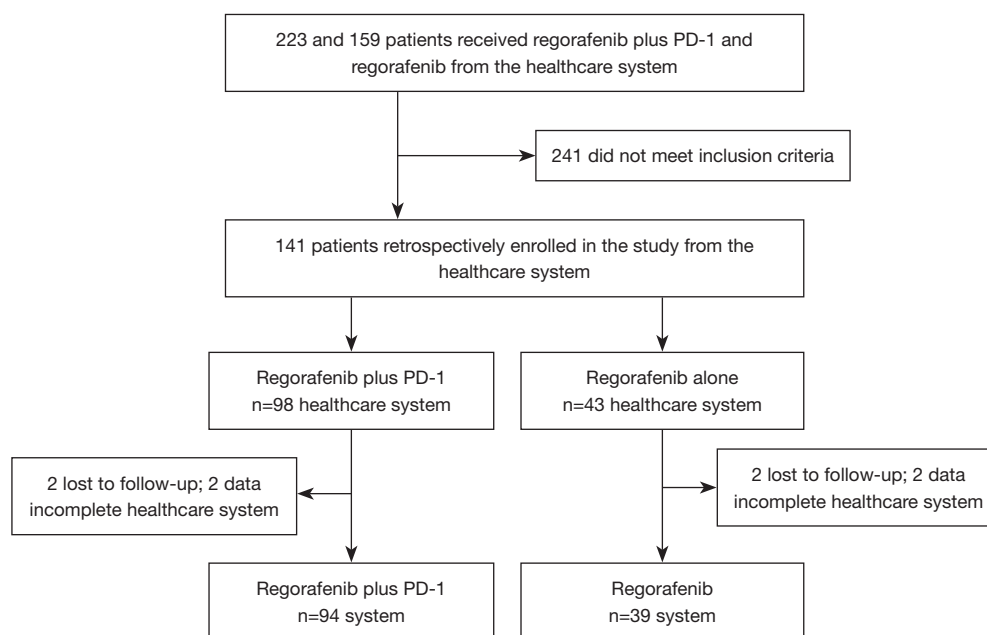 223 and 159 patients received regorafenib plus PD-1 and
regorafenib from the healthcare system
241 did not meet inclusion criteria
141 patients retrospectively enrolled in the study from the
healthcare system
Regorafenib plus PD-1
n=98 healthcare system
Regorafenib alone
n=43 healthcare system
2 lost to follow-up; 2 data
incomplete healthcare system
2 lost to follow-up; 2 data
incomplete healthcare system
Regorafenib plus PD-1
n=94 system
Regorafenib
n=39 system